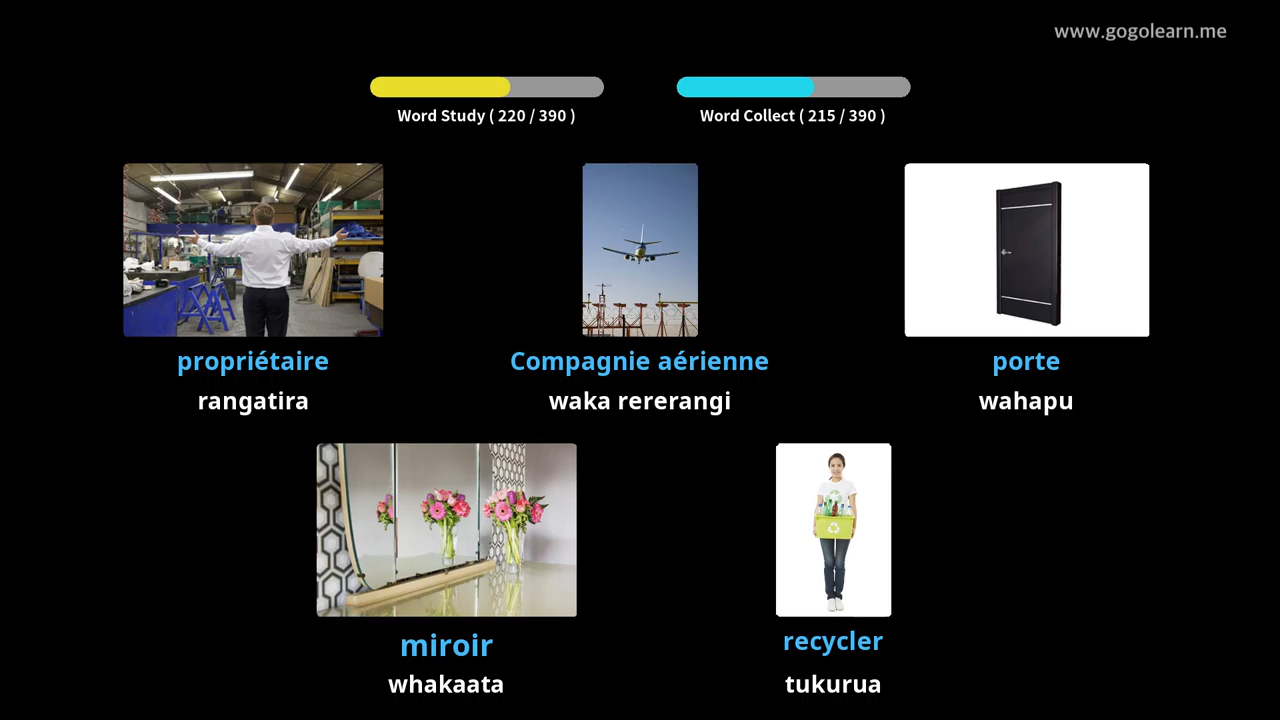 www.gogolearn.me
Word Study ( 220 / 390 )
Word Collect ( 215 / 390 )
propriétaire
rangatira
Compagnie aérienne
waka rererangi
porte
wahapu
miroir
whakaata
recycler
tukurua